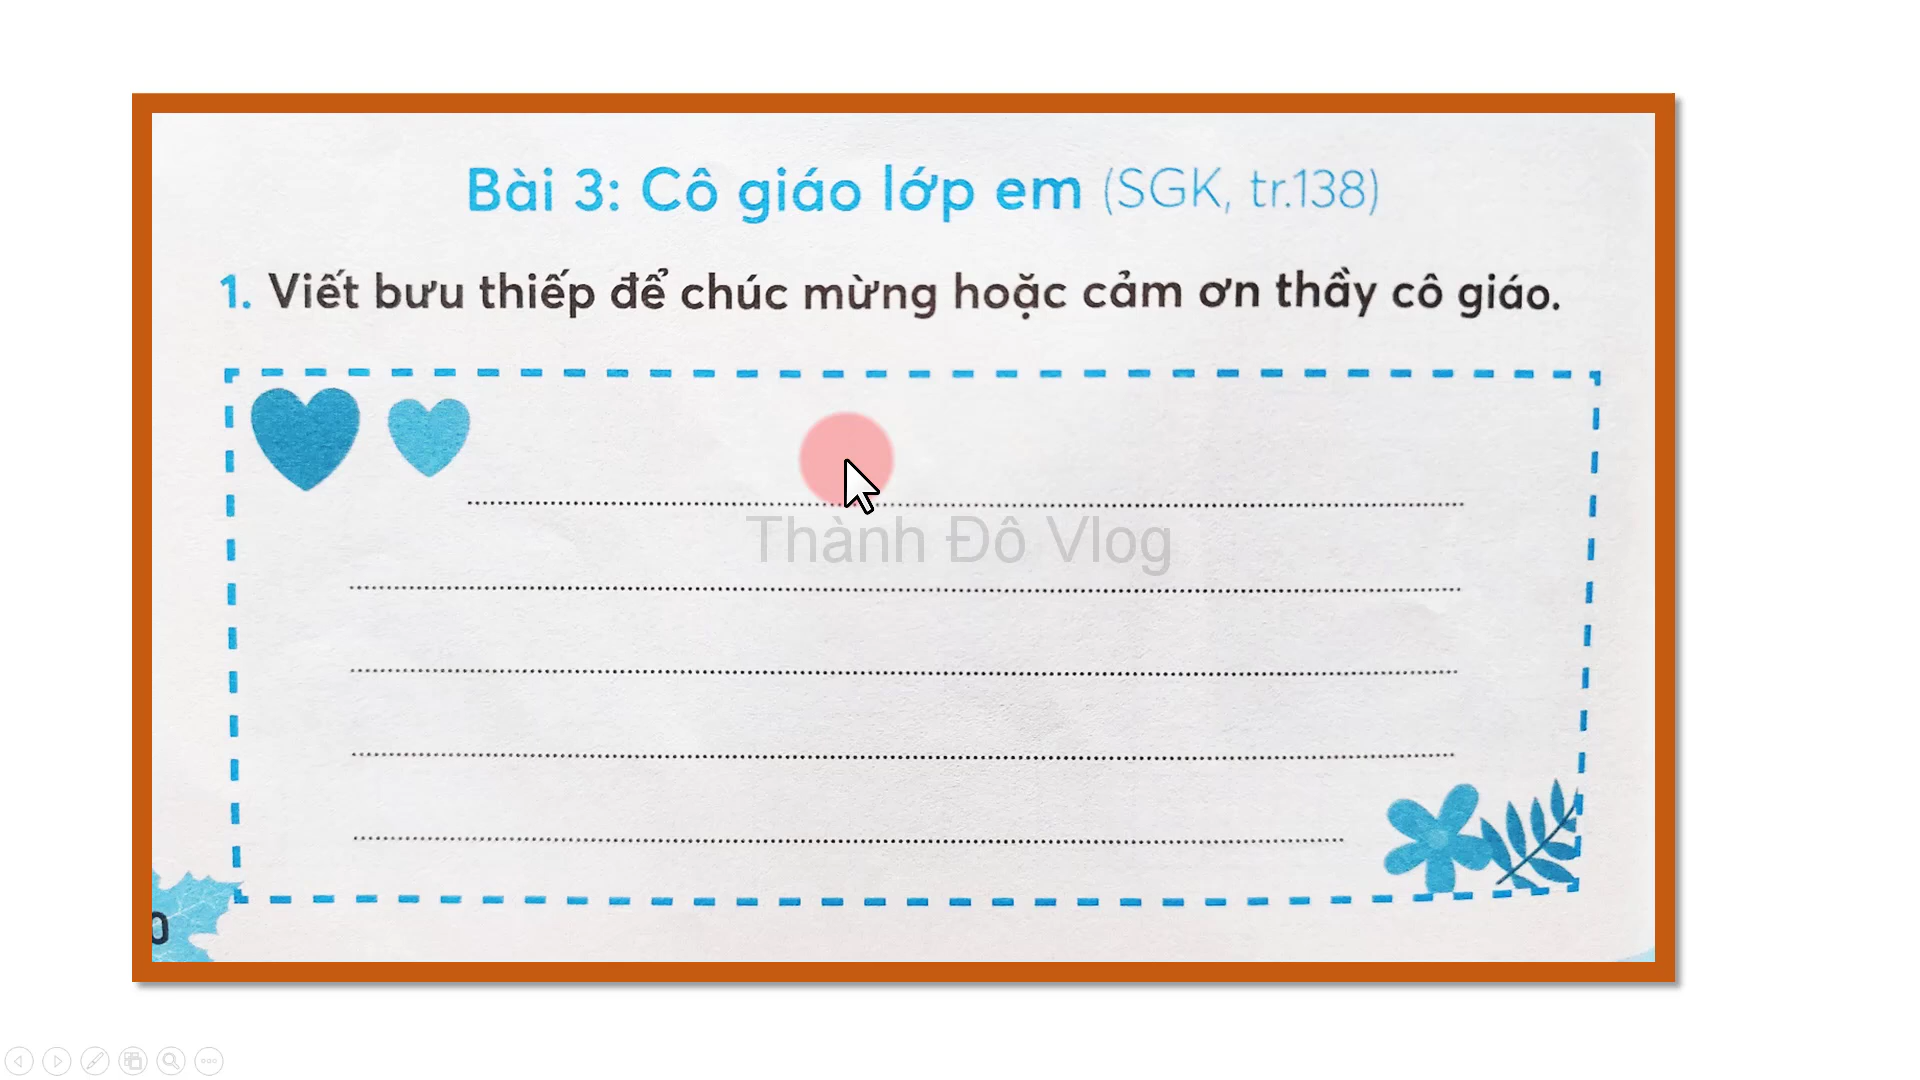 Bài 3: Cô giáo lớp em (SGK, tr.138)
1. Viết bưu thiếp để chúc mừng hoặc cảm ơn thầy cô giáo.
Thành Đô Vlog
0